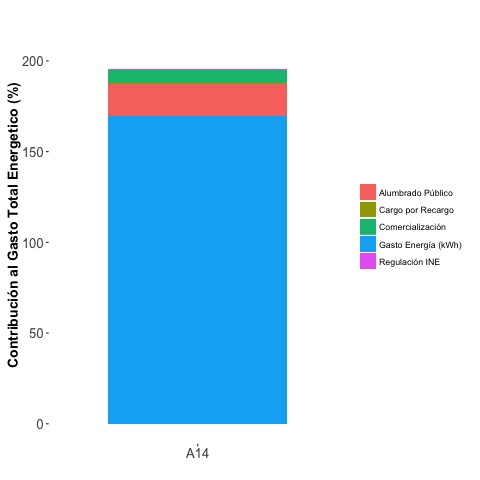 Contribución al Gasto Total Energetico (%)
200
150
100
50
0
A14
Alumbrado Público
Cargo por Recargo
Comercialización
Gasto Energía (kWh)
Regulación INE